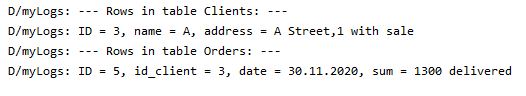 D/myLogs: --- Rows in table Clients: ---
D/myLogs: ID = 3, name = A, address = A Street,1 with sale
D/myLogs: --- Rows in table Orders: ---
D/myLogs: ID = 5, id_client = 3, date = 30.11.2020, sum = 1300 delivered